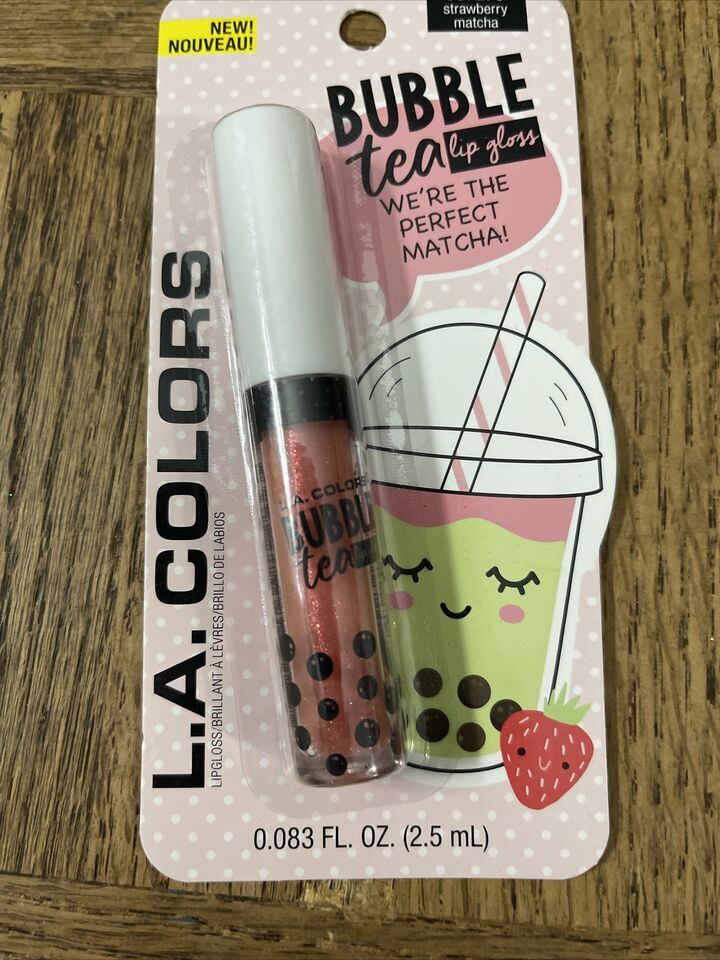 strawberry
matcha
NEW!
NOUVEAU!
BUBBLE
tea lip gloss
WE'RE THE
PERFECT
MATCHA!
L.A. COLORS
LIPGLOSS/BRILLANT À LÈVRES/BRILLO DE LABIOS
L.A. COLORS
BUBBL
tea
0.083 FL. OZ. (2.5 mL)